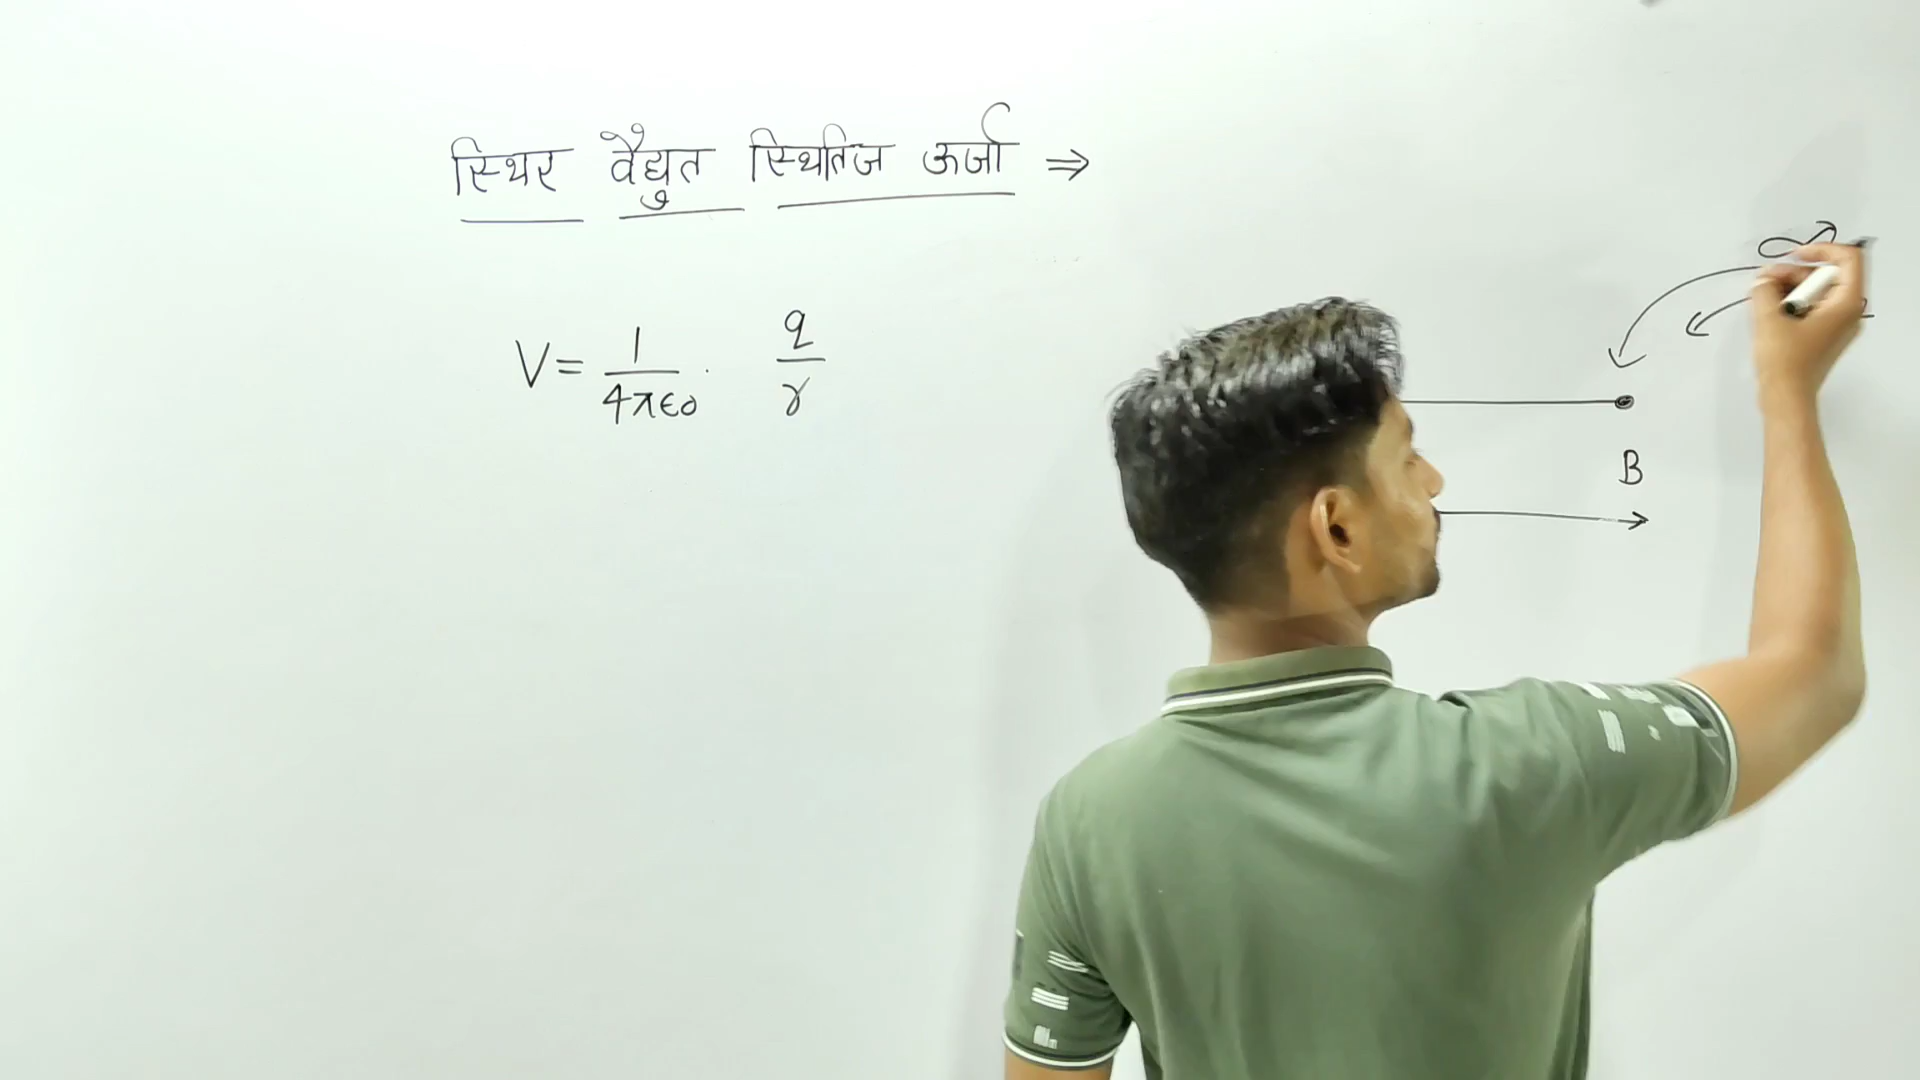 स्थिर वैद्युत स्थितिज ऊर्जा ⇒
V = 1/4πϵ0 . q/r
B